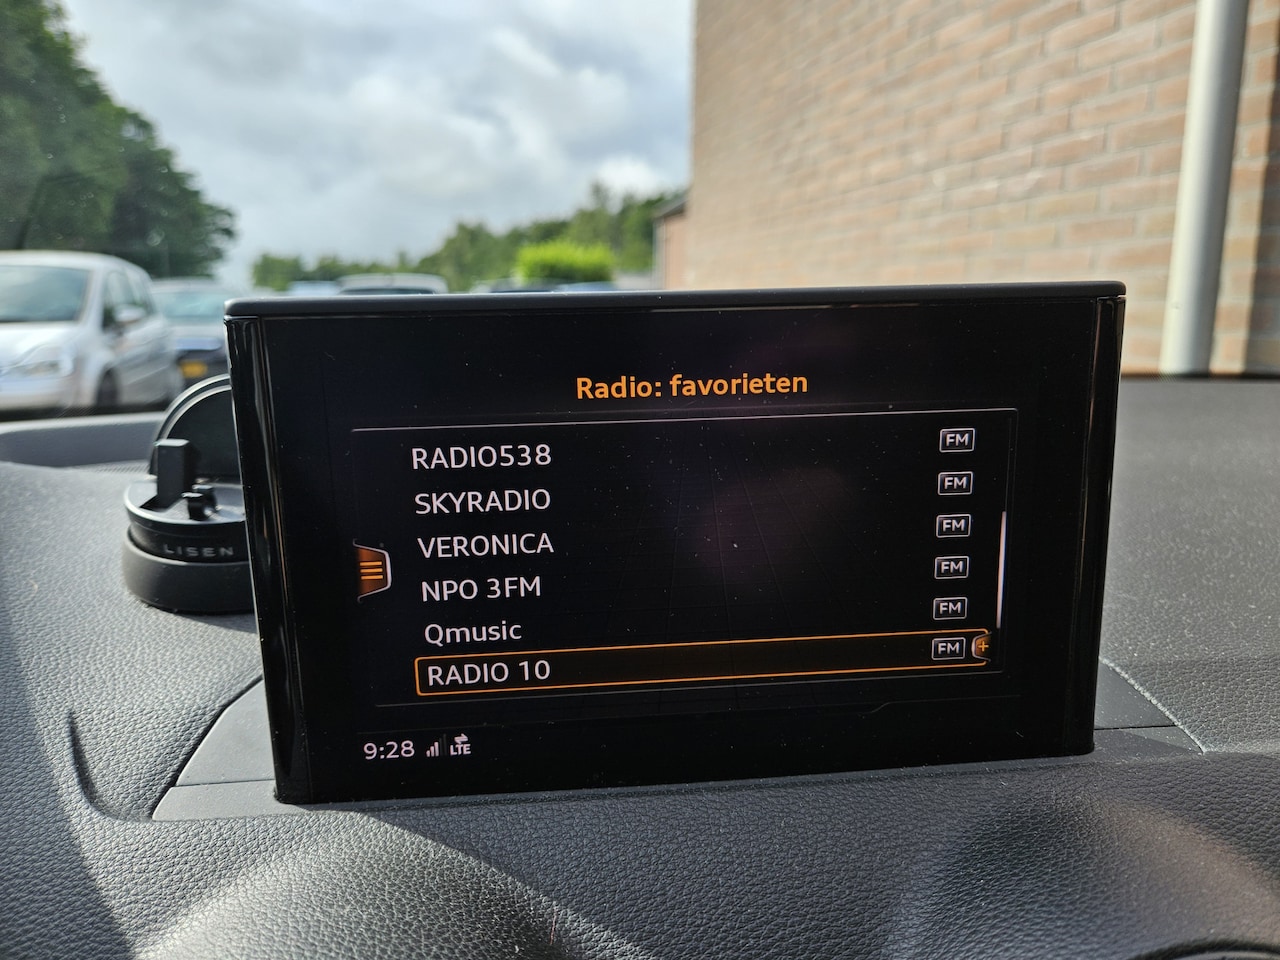 Radio: favorieten
RADIO538 FM
SKYRADIO FM
VERONICA FM
NPO 3FM FM
Qmusic FM
RADIO 10 FM +
9:28 LTE
LISEN